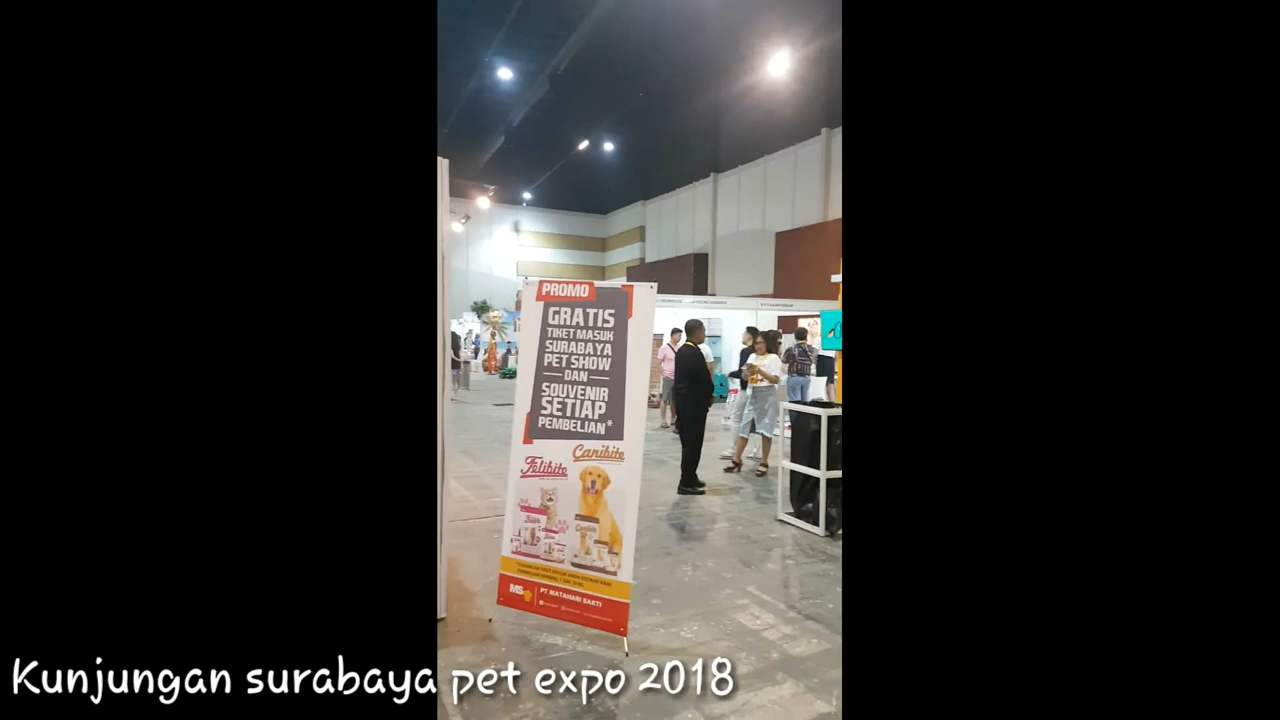 PROMO
GRATIS
TIKET MASUK
SURABAYA
PET SHOW
DAN
SOUVENIR
SETIAP
PEMBELIAN*
Canibite
Felibite
MS
PT MATAHARI SAKTI
Kunjungan surabaya pet expo 2018